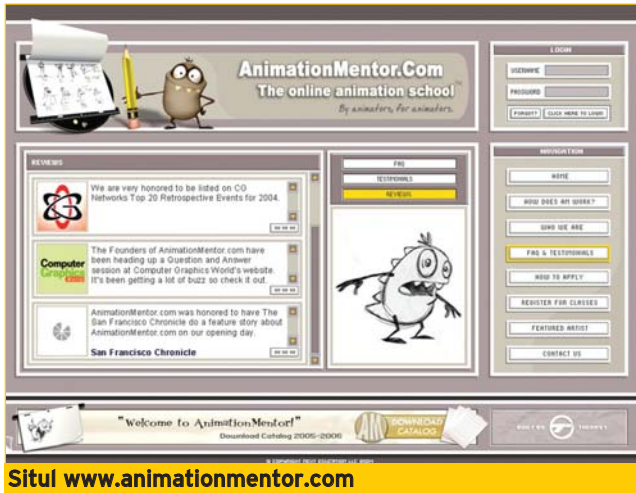 AnimationMentor.Com
The online animation school
By animators, for animators.
LOGIN
USERNAME
PASSWORD
FORGOT? CLICK HERE TO LOGIN
REVIEWS
We are very honored to be listed on CG
Networks Top 20 Retrospective Events for 2004.
Computer
Graphics
The Founders of AnimationMentor.com have
been heading up a Question and Answer
session at Computer Graphics World's website.
It's been getting a lot of buzz so check it out.
AnimationMentor.com was honored to have The
San Francisco Chronicle do a feature story about
AnimationMentor.com on our opening day.
San Francisco Chronicle
FAQ
TESTIMONIALS
REVIEWS
NAVIGATION
HOME
HOW DOES AM WORK?
WHO WE ARE
FAQ & TESTIMONIALS
HOW TO APPLY
REGISTER FOR CLASSES
FEATURED ARTIST
CONTACT US
"Welcome to AnimationMentor!"
Download Catalog 2005-2006
AM
DOWNLOAD
CATALOG
Situl www.animationmentor.com